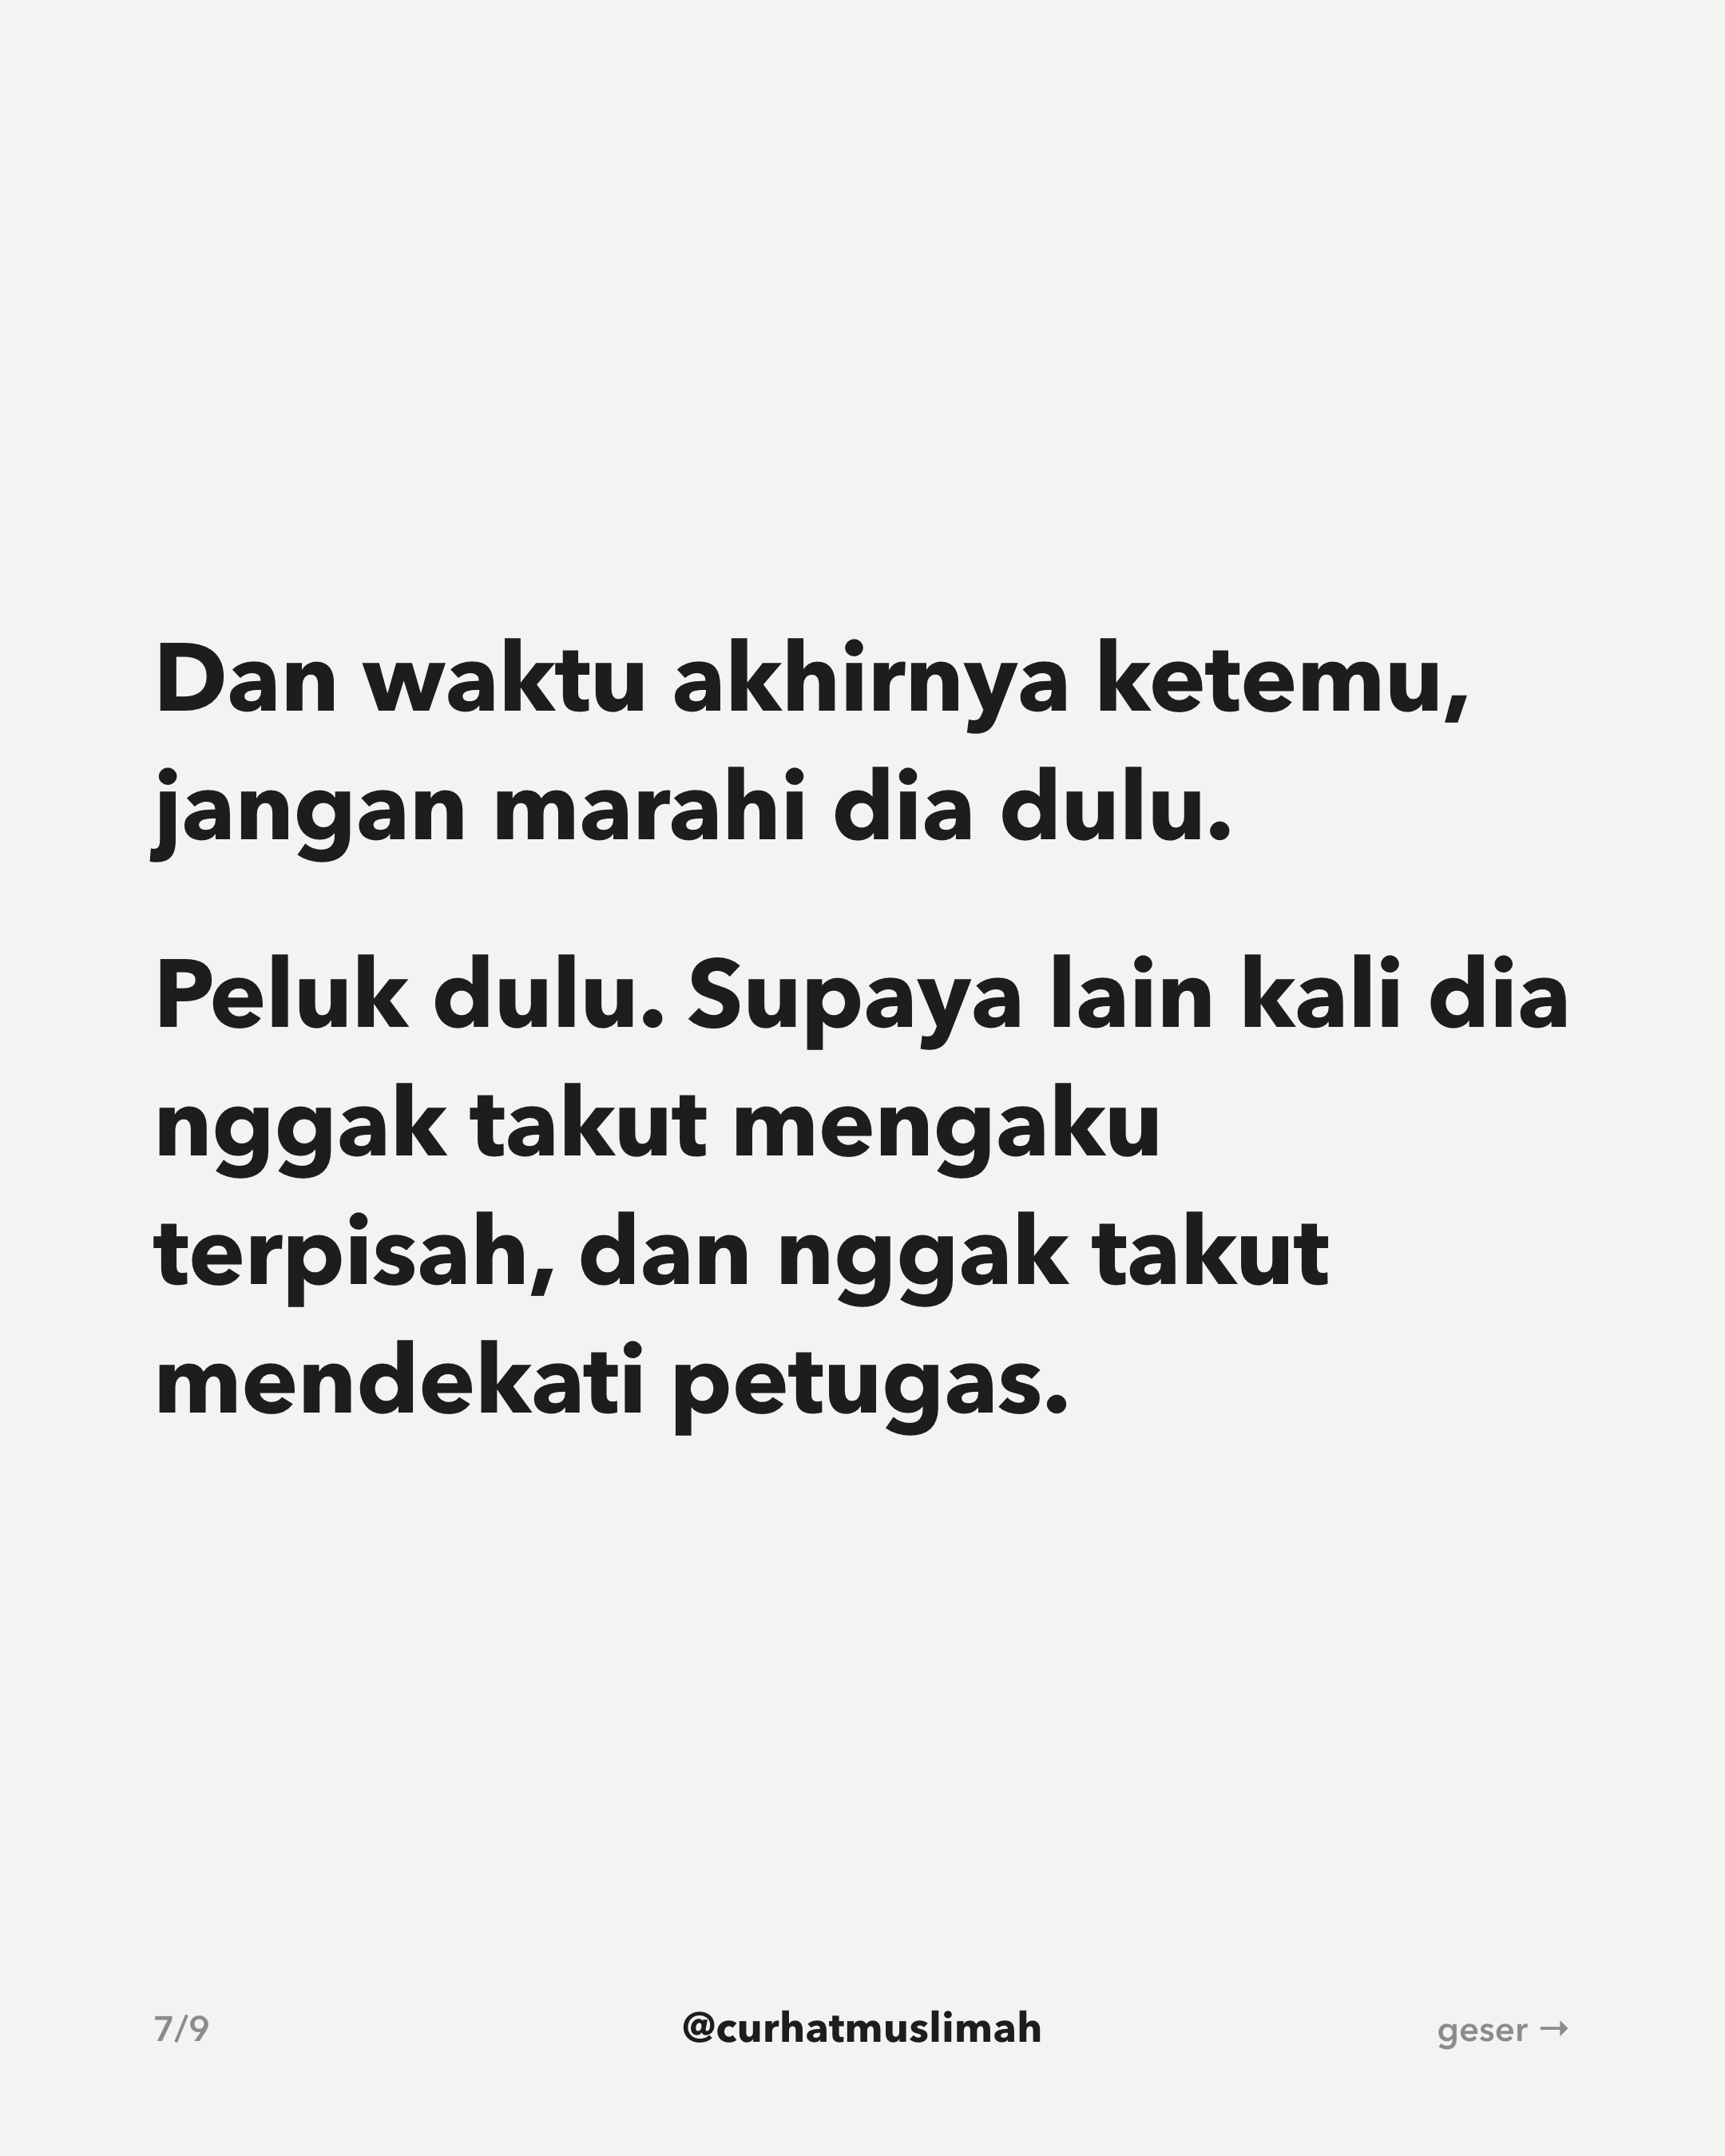 Dan waktu akhirnya ketemu,
jangan marahi dia dulu.
Peluk dulu. Supaya lain kali dia
nggak takut mengaku
terpisah, dan nggak takut
mendekati petugas.
7/9
@curhatmuslimah
geser →